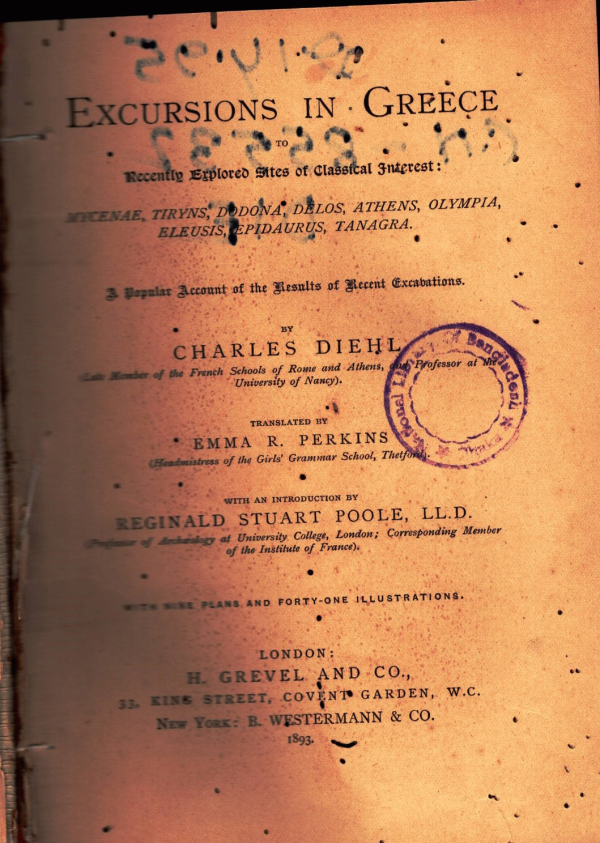 EXCURSIONS IN GREECE
TO
Recently Explored Sites of Classical Interest:
MYCENAE, TIRYNS, DODONA, DELOS, ATHENS, OLYMPIA,
ELEUSIS, EPIDAURUS, TANAGRA.
A Popular Account of the Results of Recent Excavations.
BY
CHARLES DIEHL
(Late Member of the French Schools of Rome and Athens, and Professor at the
University of Nancy).
TRANSLATED BY
EMMA R. PERKINS
(Headmistress of the Girls' Grammar School, Thetford).
WITH AN INTRODUCTION BY
REGINALD STUART POOLE, LL.D.
(Professor of Archæology at University College, London; Corresponding Member
of the Institute of France).
WITH NINE PLANS AND FORTY-ONE ILLUSTRATIONS.
LONDON:
H. GREVEL AND CO.,
33, KING STREET, COVENT GARDEN, W.C.
NEW YORK: B. WESTERMANN & CO.
1893.
National Library of Bangladesh